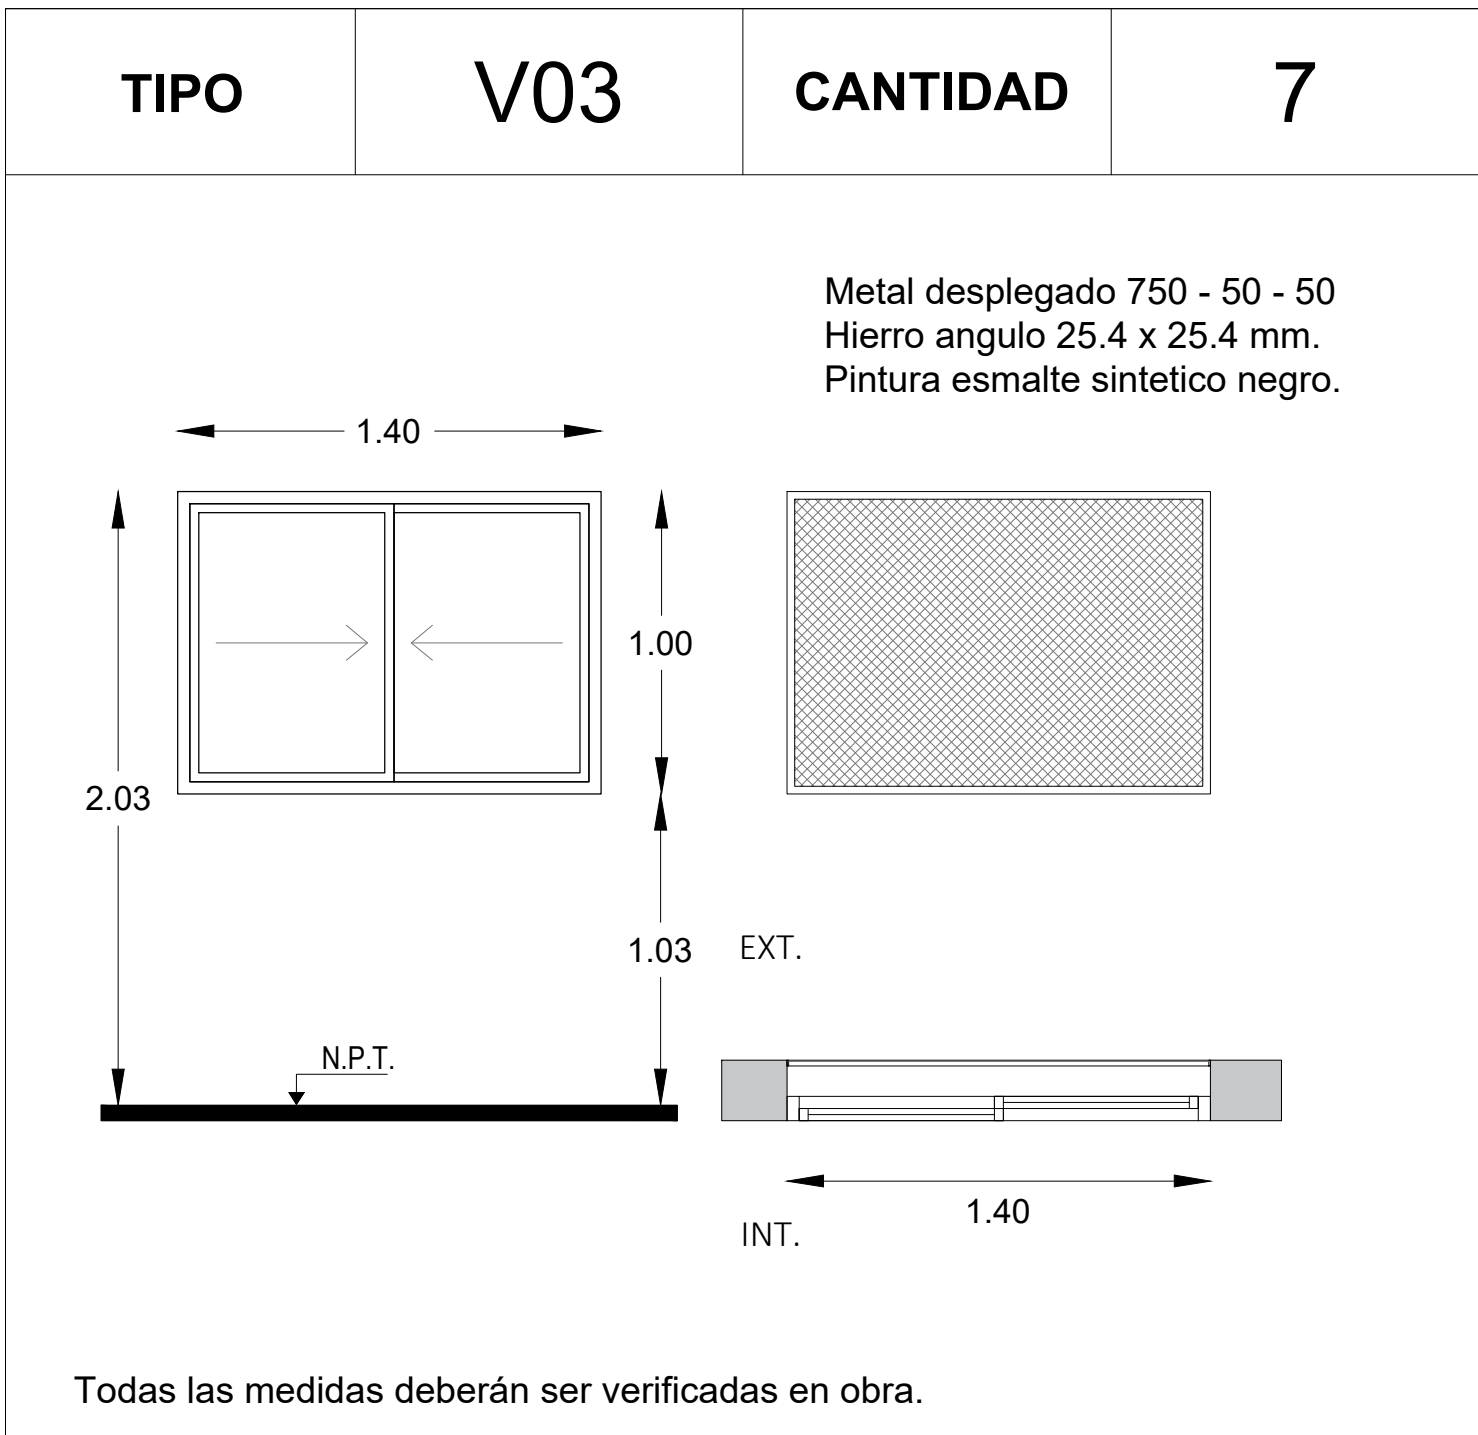 TIPO V03 CANTIDAD 7
Metal desplegado 750 - 50 - 50
Hierro angulo 25.4 x 25.4 mm.
Pintura esmalte sintetico negro.
1.40
1.00
2.03
1.03
EXT.
N.P.T.
1.40
INT.
Todas las medidas deberán ser verificadas en obra.